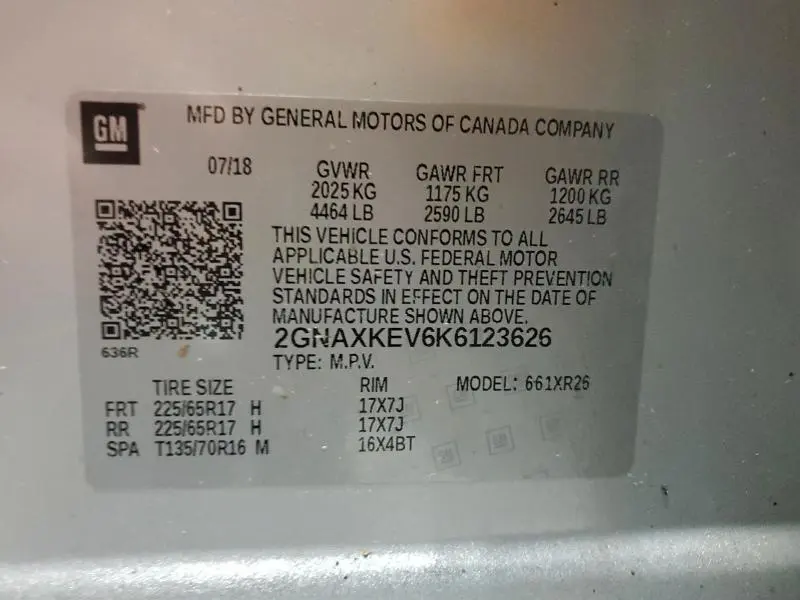 GM
MFD BY GENERAL MOTORS OF CANADA COMPANY
07/18 GVWR GAWR FRT GAWR RR
2025 KG 1175 KG 1200 KG
4464 LB 2590 LB 2645 LB
THIS VEHICLE CONFORMS TO ALL
APPLICABLE U.S. FEDERAL MOTOR
VEHICLE SAFETY AND THEFT PREVENTION
STANDARDS IN EFFECT ON THE DATE OF
MANUFACTURE SHOWN ABOVE.
2GNAXKEV6K6123626
636R
TYPE: M.P.V.
TIRE SIZE RIM MODEL: 661XR26
FRT 225/65R17 H 17X7J
RR 225/65R17 H 17X7J
SPA T135/70R16 M 16X4BT